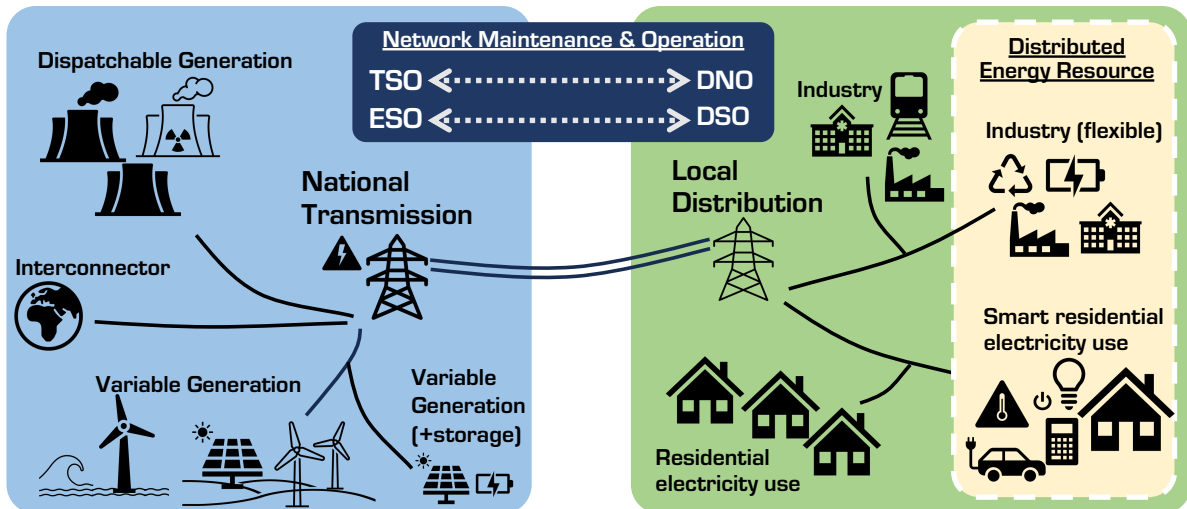 Network Maintenance & Operation
TSO
DNO
ESO
DSO
Dispatchable Generation
National
Transmission
Interconnector
Variable Generation
Variable
Generation
(+storage)
Local
Distribution
Industry
Residential
electricity use
Distributed
Energy Resource
Industry (flexible)
Smart residential
electricity use